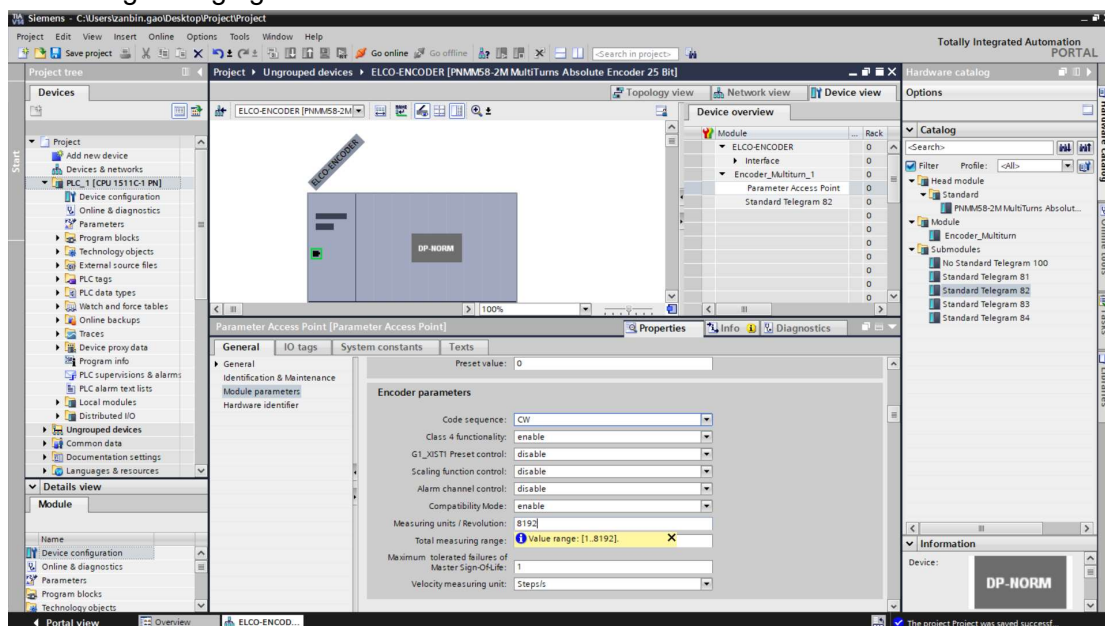 Siemens - C:\Users\zanbin.gao\Desktop\Project\Project
Project Edit View Insert Online Options Tools Window Help
Totally Integrated Automation
PORTAL
Save project
Go online Go offline
<Search in project>
Project tree
Project ▸ Ungrouped devices ▸ ELCO-ENCODER [PNMM58-2M MultiTurns Absolute Encoder 25 Bit]
Hardware catalog
Devices
Topology view Network view Device view
Options
ELCO-ENCODER [PNMM58-2M
Device overview
Module ... Rack
ELCO-ENCODER 0
Interface 0
Encoder_Multiturn_1 0
Parameter Access Point 0
Standard Telegram 82 0
0
0
0
0
0
0
0
ELCO-ENCODER
DP-NORM
100%
Start
Project
Add new device
Devices & networks
PLC_1 [CPU 1511C-1 PN]
Device configuration
Online & diagnostics
Parameters
Program blocks
Technology objects
External source files
PLC tags
PLC data types
Watch and force tables
Online backups
Traces
Device proxy data
Program info
PLC supervisions & alarms
PLC alarm text lists
Local modules
Distributed I/O
Ungrouped devices
Common data
Documentation settings
Languages & resources
Details view
Module
Name
Device configuration
Online & diagnostics
Parameters
Program blocks
Technology objects
Parameter Access Point [Parameter Access Point]
Properties Info Diagnostics
General IO tags System constants Texts
General
Identification & Maintenance
Module parameters
Hardware identifier
Preset value: 0
Encoder parameters
Code sequence: CW
Class 4 functionality: enable
G1_XIST1 Preset control: disable
Scaling function control: disable
Alarm channel control: disable
Compatibility Mode: enable
Measuring units / Revolution: 8192
Total measuring range:
Value range: [1..8192].
Maximum tolerated failures of
Master Sign-Of-Life: 1
Velocity measuring unit: Steps/s
Catalog
<Search>
Filter Profile: <All>
Head module
Standard
PNMM58-2M MultiTurns Absolut...
Module
Encoder_Multiturn
Submodules
No Standard Telegram 100
Standard Telegram 81
Standard Telegram 82
Standard Telegram 83
Standard Telegram 84
Information
Device:
DP-NORM
Hardware catalog
Online tools
Tasks
Libraries
Portal view
Overview
ELCO-ENCOD...
The project Project was saved successf...